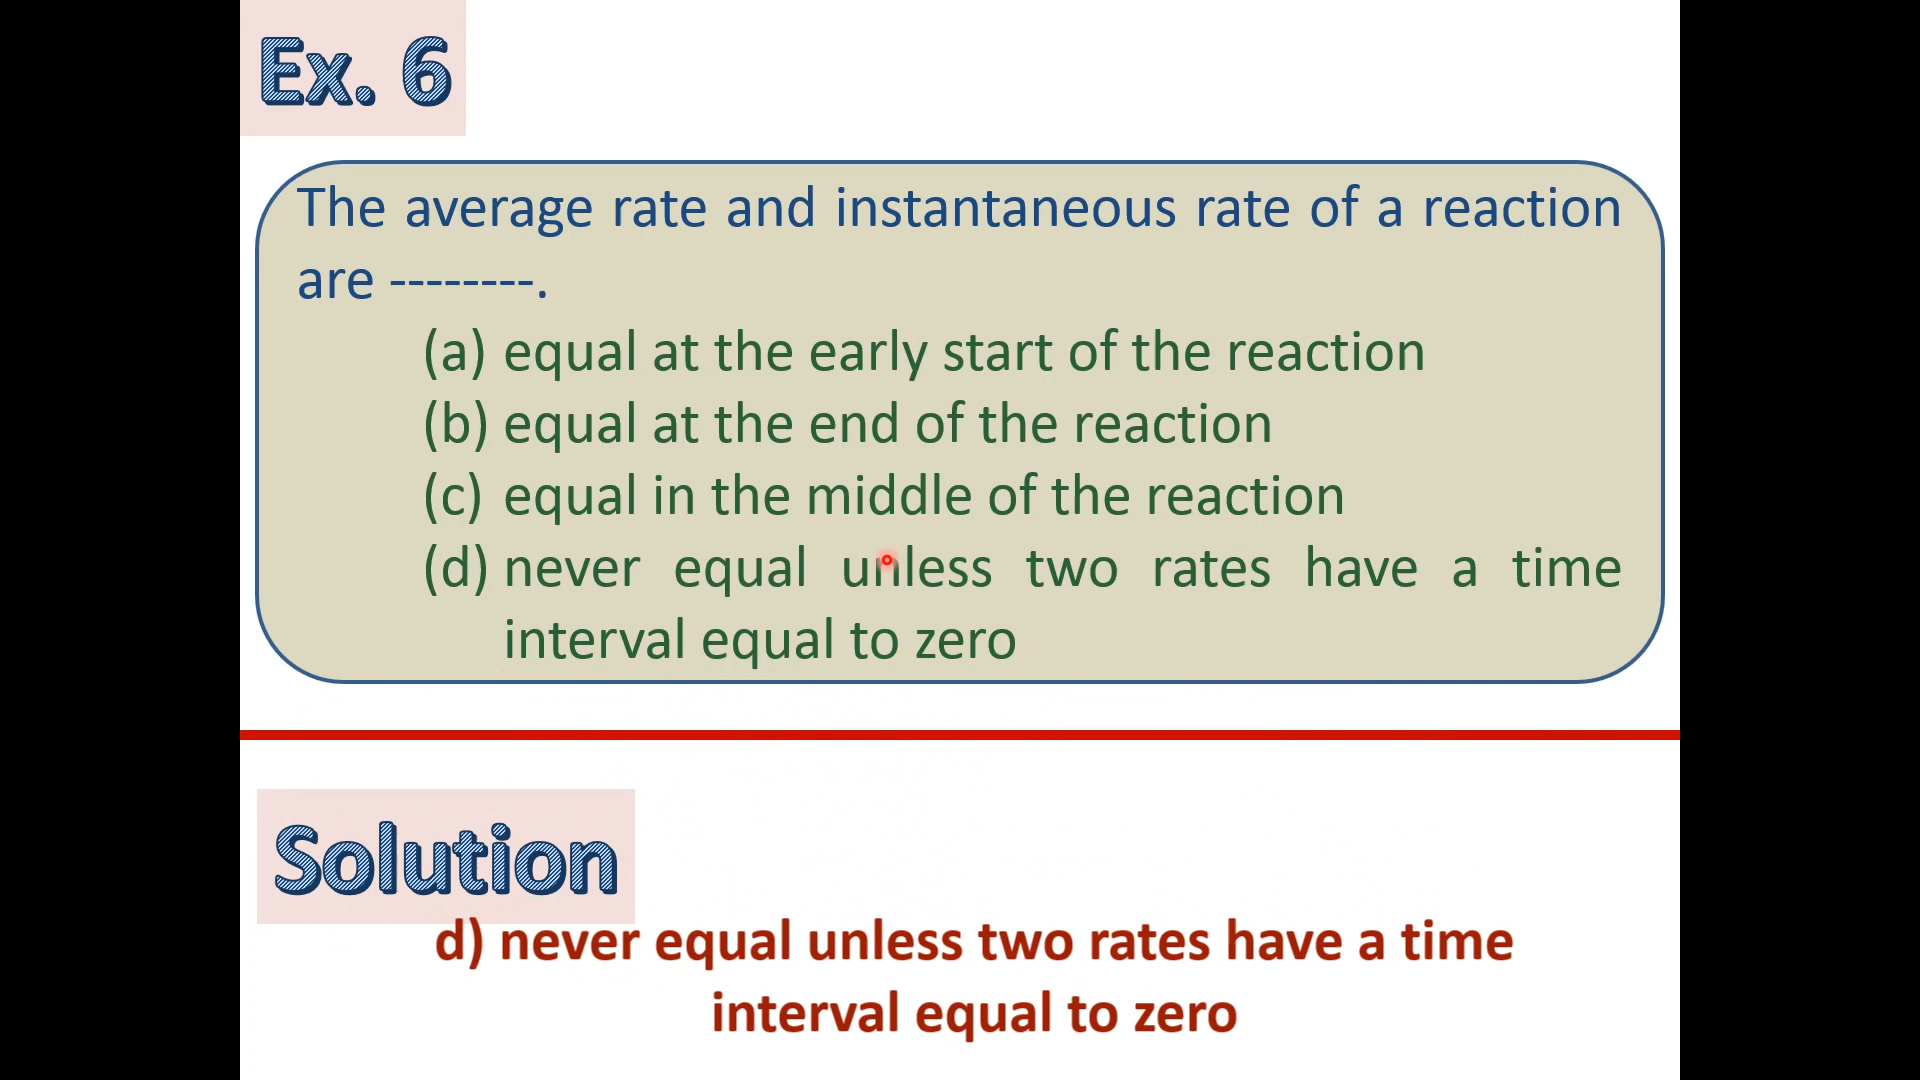 Ex. 6
The average rate and instantaneous rate of a reaction
are --------.
(a) equal at the early start of the reaction
(b) equal at the end of the reaction
(c) equal in the middle of the reaction
(d) never equal unless two rates have a time
interval equal to zero
Solution
d) never equal unless two rates have a time
interval equal to zero